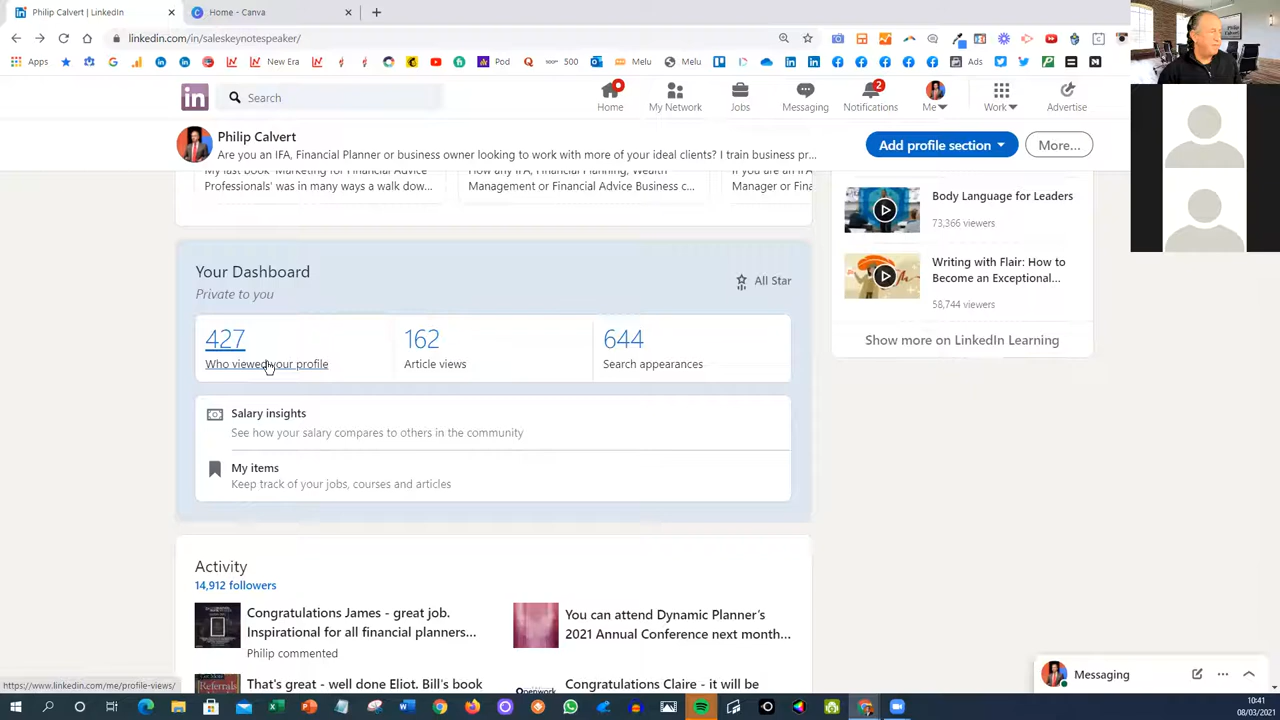 Philip Calvert | LinkedIn
Home - Canva
linkedin.com/in/saleskeynotespeaker/
Apps
New Em
Pod
500
Melu
Melu
Ads
in
Search
Home
My Network
Jobs
Messaging
2
Notifications
Me
Work
Advertise
Philip Calvert
Are you an IFA, Financial Planner or business owner looking to work with more of your ideal clients? I train business pr...
Add profile section
More...
My last book 'Marketing for Financial Advice
Professionals' was in many ways a walk dow...
How any IFA, Financial Planning, Wealth
Management or Financial Advice Business c...
If you are an IFA
Manager or Fina
Body Language for Leaders
73,366 viewers
Writing with Flair: How to
Become an Exceptional...
58,744 viewers
Show more on LinkedIn Learning
Your Dashboard
Private to you
All Star
427
Who viewed your profile
162
Article views
644
Search appearances
Salary insights
See how your salary compares to others in the community
My items
Keep track of your jobs, courses and articles
Activity
14,912 followers
Congratulations James - great job.
Inspirational for all financial planners...
Philip commented
You can attend Dynamic Planner's
2021 Annual Conference next month...
That's great - well done Eliot. Bill's book
Congratulations Claire - it will be
Messaging
https://www.linkedin.com/me/profile-views/
10:41
08/03/2021